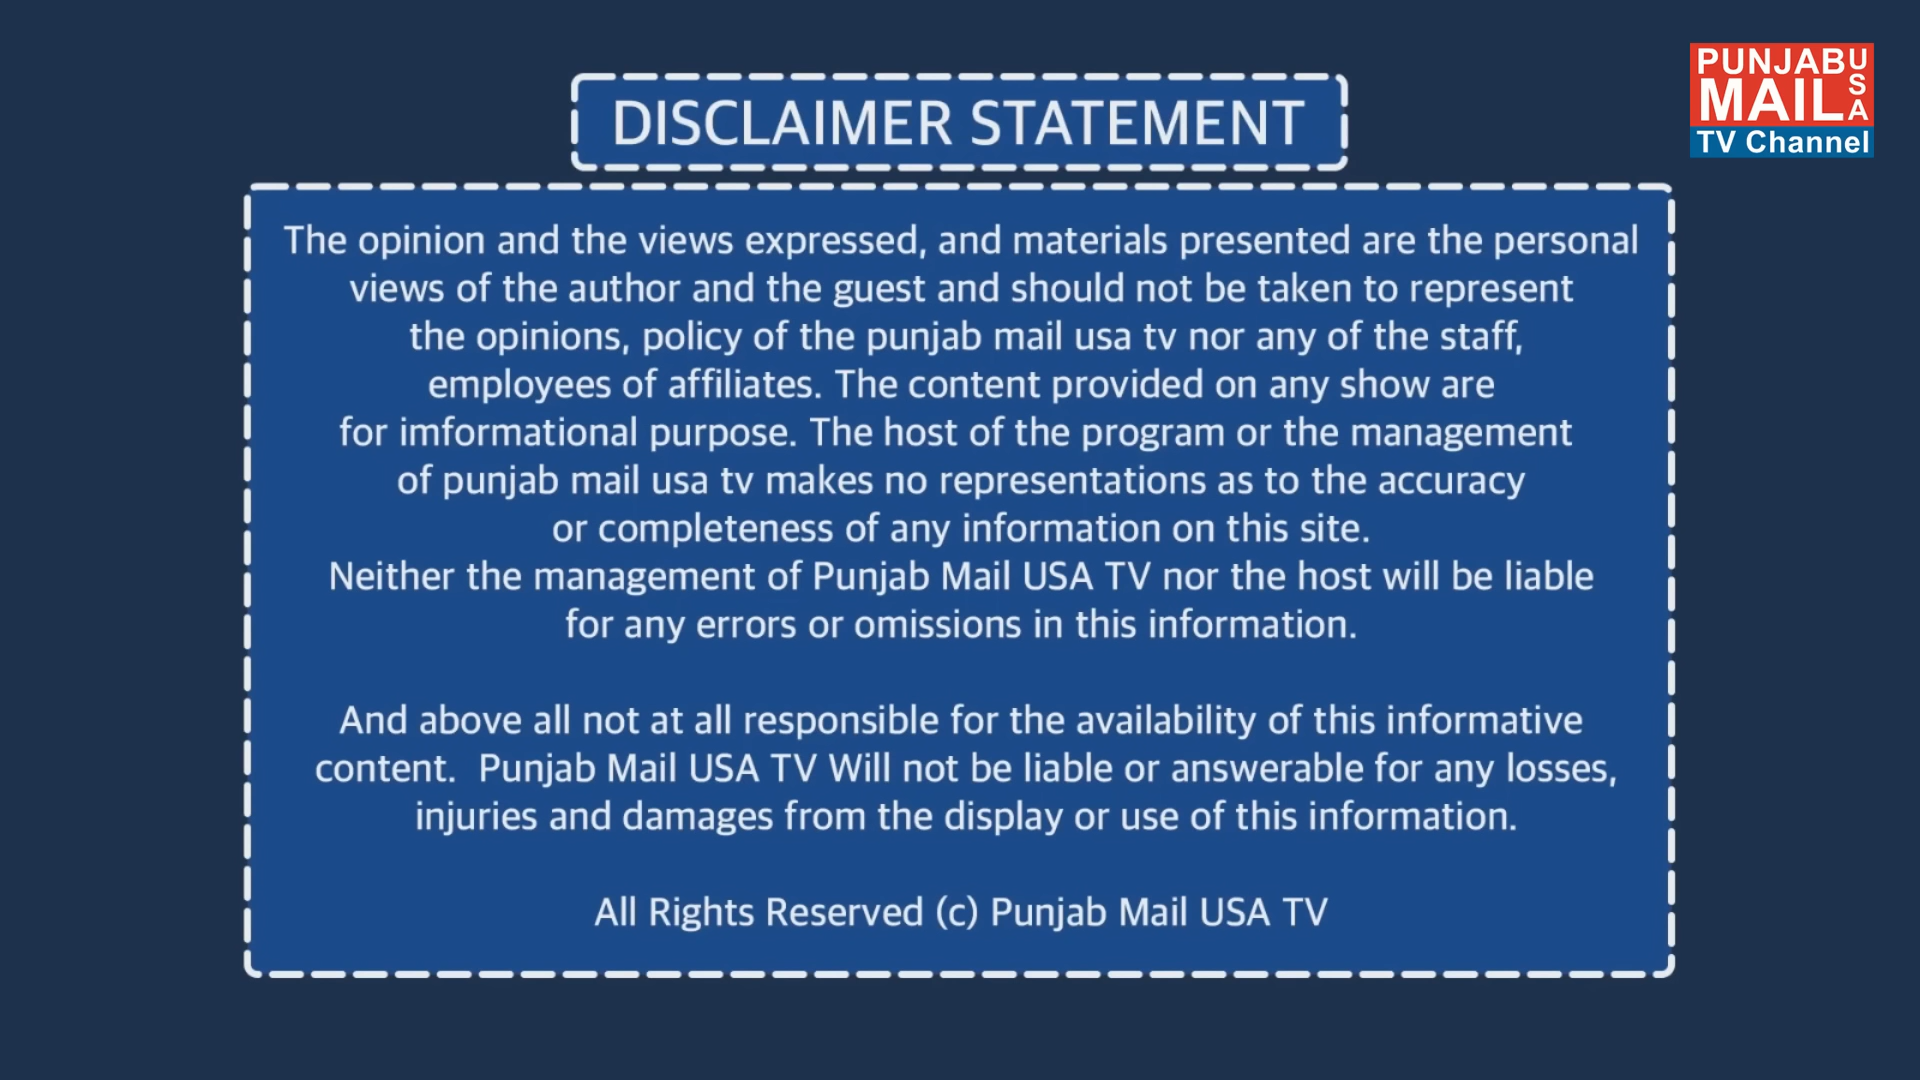 DISCLAIMER STATEMENT
PUNJAB USA
MAIL
TV Channel
The opinion and the views expressed, and materials presented are the personal
views of the author and the guest and should not be taken to represent
the opinions, policy of the punjab mail usa tv nor any of the staff,
employees of affiliates. The content provided on any show are
for imformational purpose. The host of the program or the management
of punjab mail usa tv makes no representations as to the accuracy
or completeness of any information on this site.
Neither the management of Punjab Mail USA TV nor the host will be liable
for any errors or omissions in this information.
And above all not at all responsible for the availability of this informative
content.  Punjab Mail USA TV Will not be liable or answerable for any losses,
injuries and damages from the display or use of this information.
All Rights Reserved (c) Punjab Mail USA TV